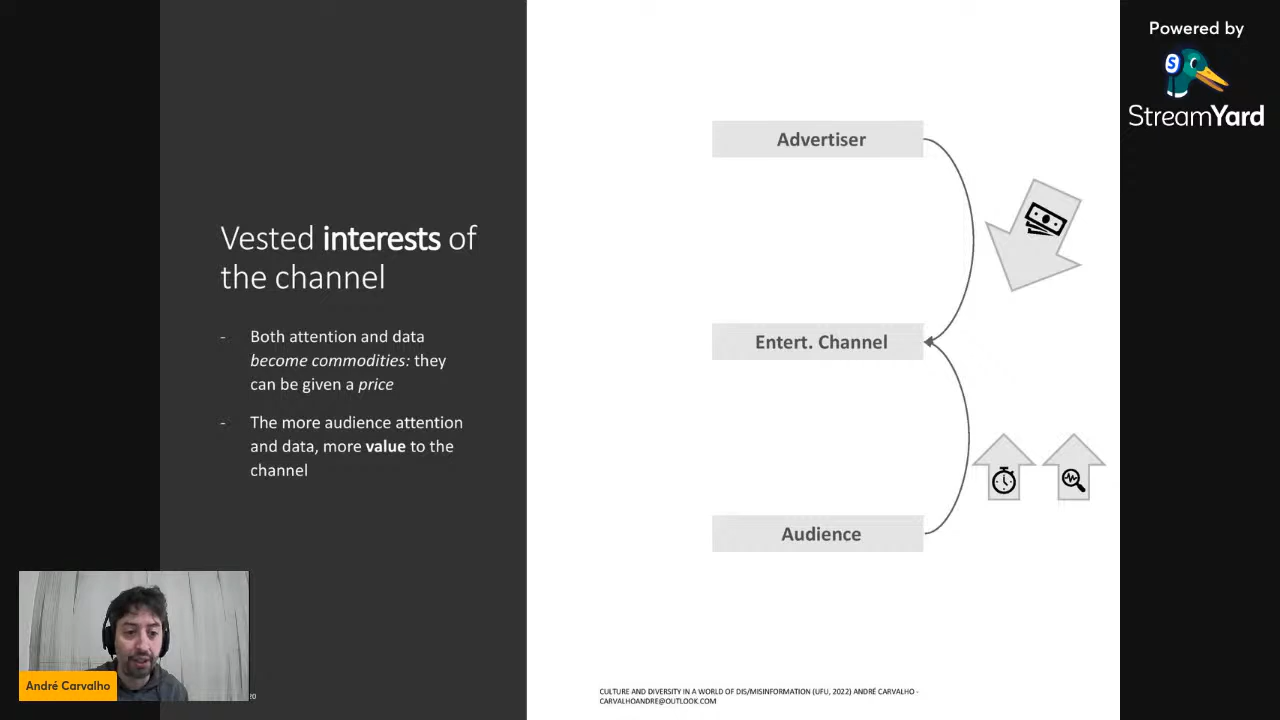 Powered by
StreamYard
Advertiser
Vested interests of
the channel
- Both attention and data
become commodities: they
can be given a price
- The more audience attention
and data, more value to the
channel
Entert. Channel
Audience
André Carvalho
20
CULTURE AND DIVERSITY IN A WORLD OF DIS/MISINFORMATION (UFU, 2022) ANDRÉ CARVALHO -
CARVALHOANDRE@OUTLOOK.COM